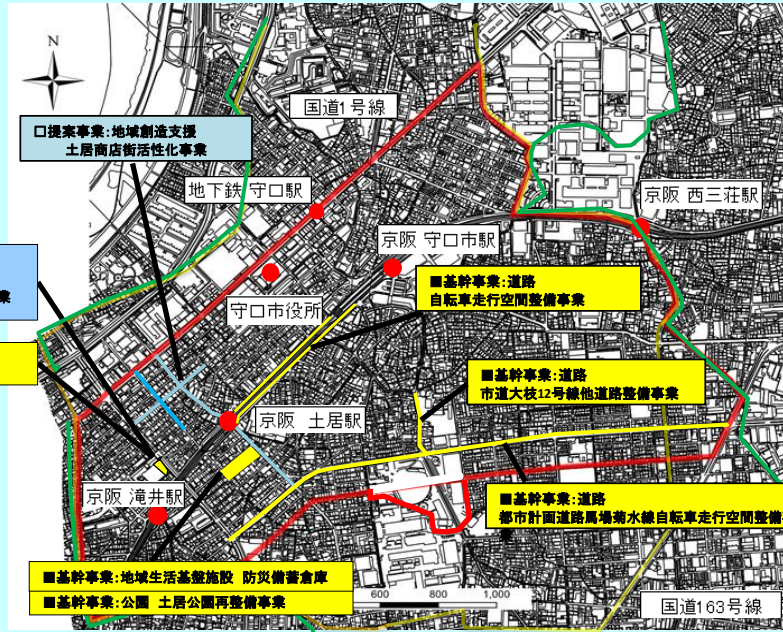 N
国道1号線
□提案事業:地域創造支援
土居商店街活性化事業
地下鉄 守口駅
京阪 西三荘駅
京阪 守口市駅
業
■基幹事業:道路
自転車走行空間整備事業
守口市役所
■基幹事業:道路
市道大枝12号線他道路整備事業
京阪 土居駅
京阪 滝井駅
■基幹事業:道路
都市計画道路馬場菊水線自転車走行空間整備
業
■基幹事業:地域生活基盤施設 防災備蓄倉庫
■基幹事業:公園 土居公園再整備事業
600 800 1,000
国道163号線